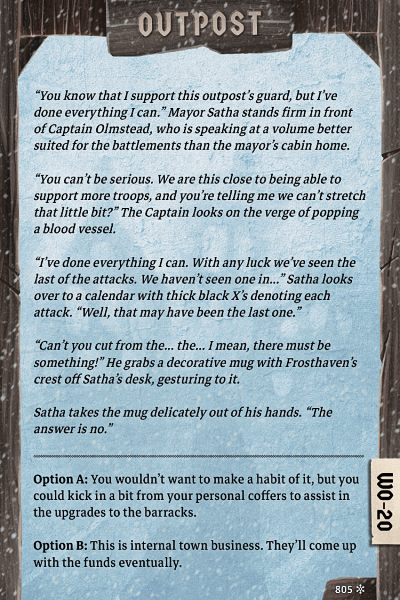 OUTPOST
“You know that I support this outpost’s guard, but I’ve
done everything I can.” Mayor Satha stands firm in front
of Captain Olmstead, who is speaking at a volume better
suited for the battlements than the mayor’s cabin home.
“You can’t be serious. We are this close to being able to
support more troops, and you’re telling me we can’t stretch
that little bit?” The Captain looks on the verge of popping
a blood vessel.
“I’ve done everything I can. With any luck we’ve seen the
last of the attacks. We haven’t seen one in...” Satha looks
over to a calendar with thick black X’s denoting each
attack. “Well, that may have been the last one.”
“Can’t you cut from the... the... I mean, there must be
something!” He grabs a decorative mug with Frosthaven’s
crest off Satha’s desk, gesturing to it.
Satha takes the mug delicately out of his hands. “The
answer is no.”
Option A: You wouldn’t want to make a habit of it, but you
could kick in a bit from your personal coffers to assist in
the upgrades to the barracks.
Option B: This is internal town business. They’ll come up
with the funds eventually.
WO-20
805